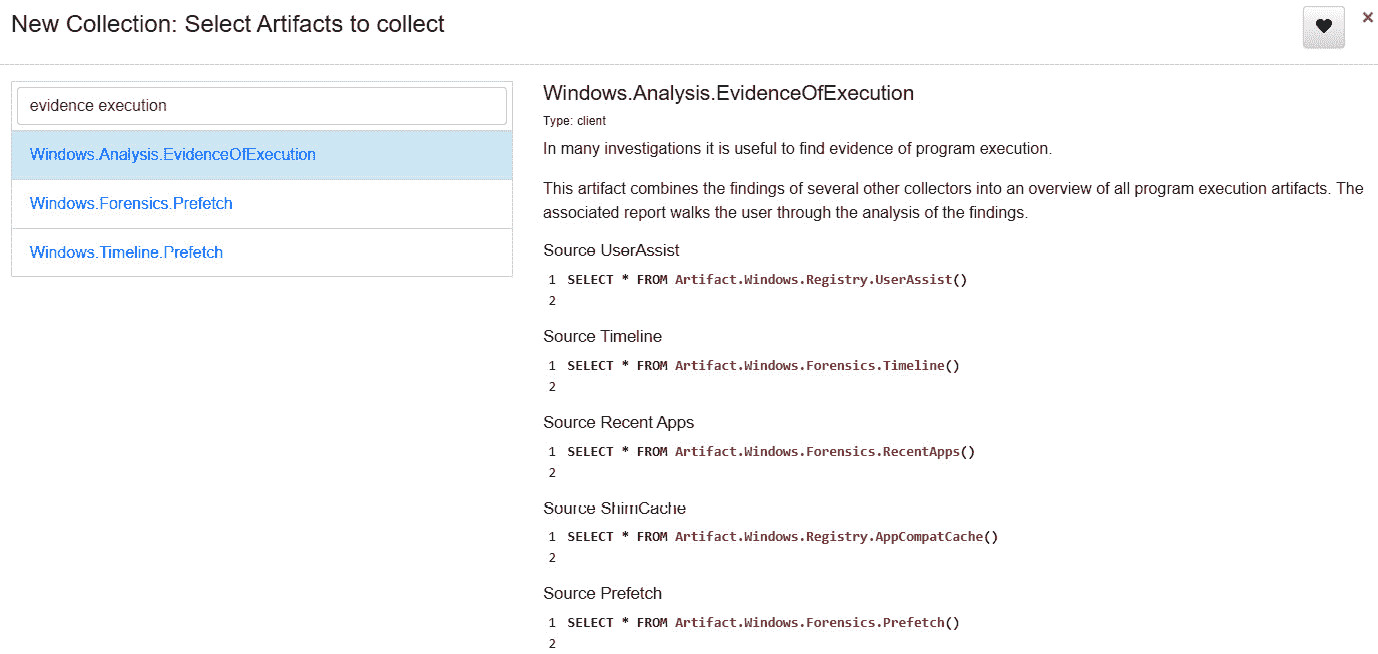 New Collection: Select Artifacts to collect
×
evidence execution
Windows.Analysis.EvidenceOfExecution
Windows.Forensics.Prefetch
Windows.Timeline.Prefetch
Windows.Analysis.EvidenceOfExecution
Type: client
In many investigations it is useful to find evidence of program execution.
This artifact combines the findings of several other collectors into an overview of all program execution artifacts. The
associated report walks the user through the analysis of the findings.
Source UserAssist
1 SELECT * FROM Artifact.Windows.Registry.UserAssist()
2
Source Timeline
1 SELECT * FROM Artifact.Windows.Forensics.Timeline()
2
Source Recent Apps
1 SELECT * FROM Artifact.Windows.Forensics.RecentApps()
2
Source ShimCache
1 SELECT * FROM Artifact.Windows.Registry.AppCompatCache()
2
Source Prefetch
1 SELECT * FROM Artifact.Windows.Forensics.Prefetch()
2